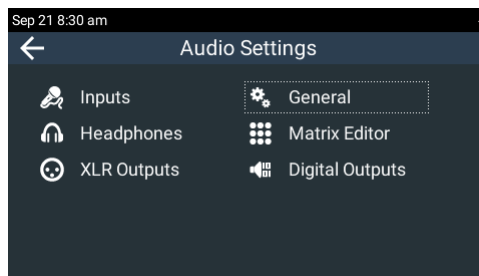 Sep 21 8:30 am
Audio Settings
Inputs
General
Headphones
Matrix Editor
XLR Outputs
Digital Outputs